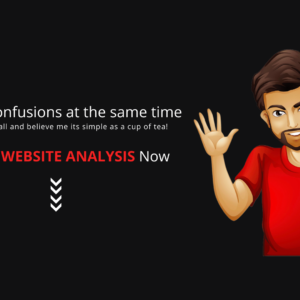 onfusions at the same time
all and believe me its simple as a cup of tea!
WEBSITE ANALYSIS Now